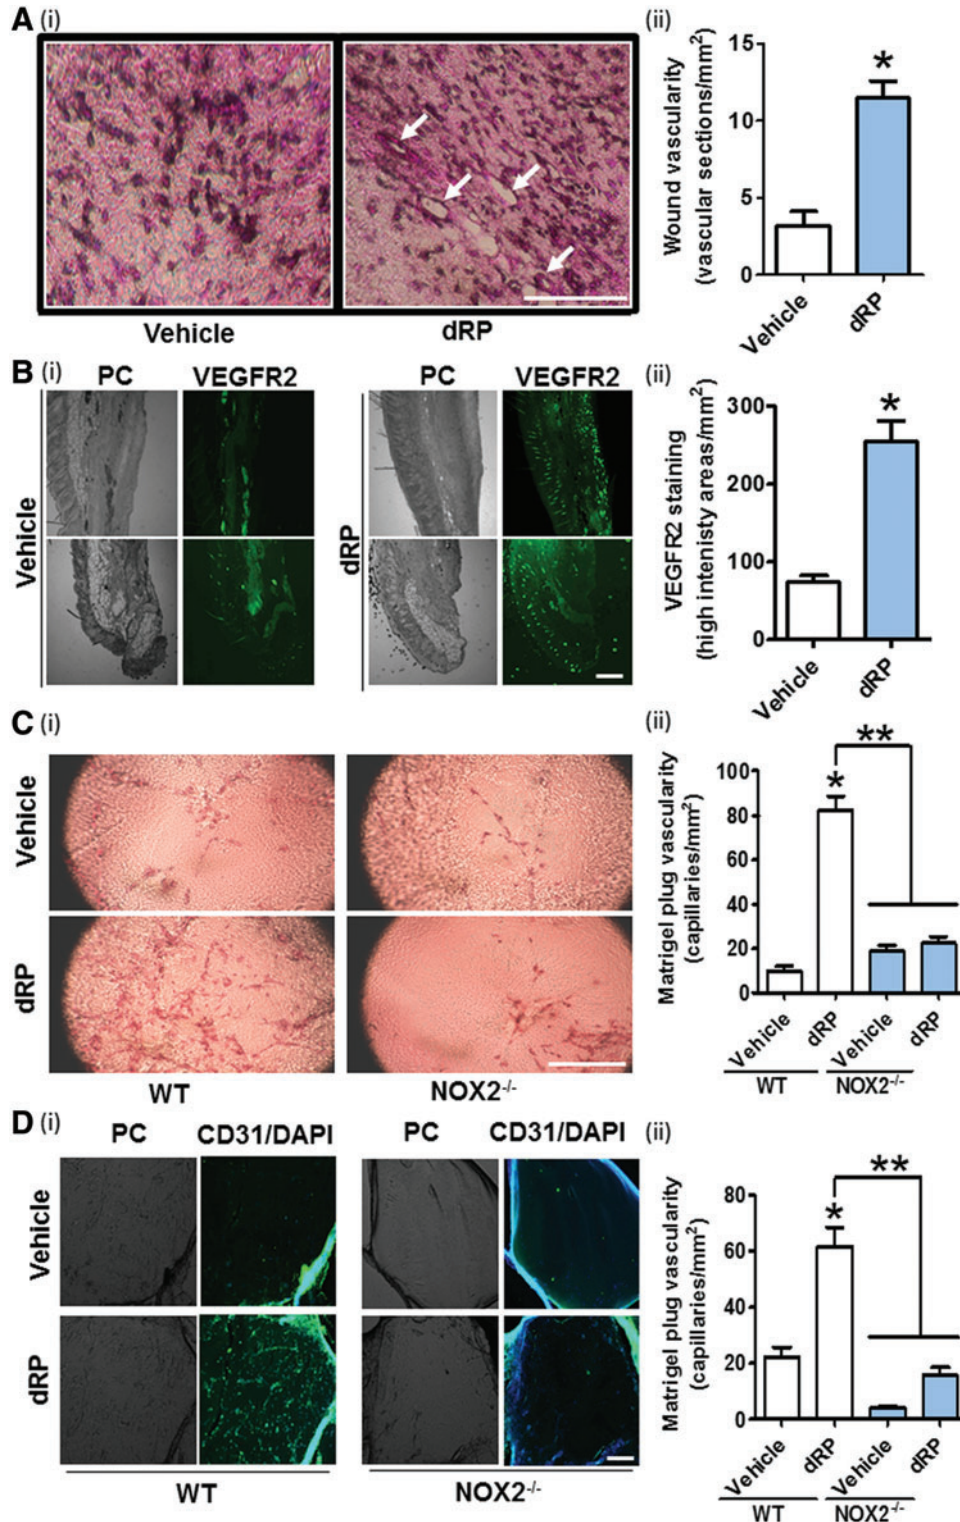 A (i)
Vehicle
dRP
(ii)
Wound vascularity
(vascular sections/mm²)
15
10
5
0
*
Vehicle
dRP
B (i)
PC
VEGFR2
PC
VEGFR2
Vehicle
dRP
(ii)
VEGFR2 staining
(high intenisty areas/mm²)
300
200
100
0
*
Vehicle
dRP
C (i)
Vehicle
dRP
WT
NOX2⁻/⁻
(ii)
Matrigel plug vascularity
(capillaries/mm²)
100
80
60
40
20
0
*
**
Vehicle
dRP
Vehicle
dRP
WT
NOX2⁻/⁻
D (i)
PC
CD31/DAPI
PC
CD31/DAPI
Vehicle
dRP
WT
NOX2⁻/⁻
(ii)
Matrigel plug vascularity
(capillaries/mm²)
80
60
40
20
0
*
**
Vehicle
dRP
Vehicle
dRP
WT
NOX2⁻/⁻